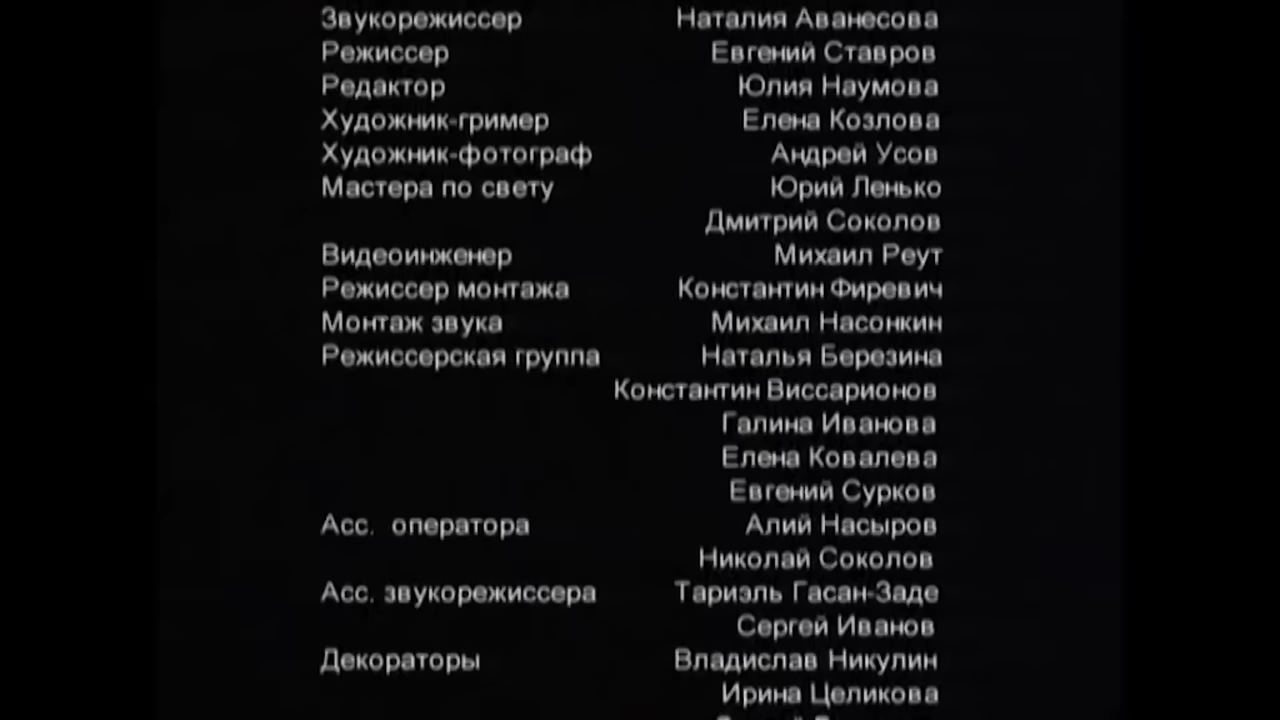 Звукорежиссер Наталия Аванесова
Режиссер Евгений Ставров
Редактор Юлия Наумова
Художник-гример Елена Козлова
Художник-фотограф Андрей Усов
Мастера по свету Юрий Ленько
Дмитрий Соколов
Видеоинженер Михаил Реут
Режиссер монтажа Константин Фиревич
Монтаж звука Михаил Насонкин
Режиссерская группа Наталья Березина
Константин Виссарионов
Галина Иванова
Елена Ковалева
Евгений Сурков
Асс. оператора Алий Насыров
Николай Соколов
Асс. звукорежиссера Тариэль Гасан-Заде
Сергей Иванов
Декораторы Владислав Никулин
Ирина Целикова